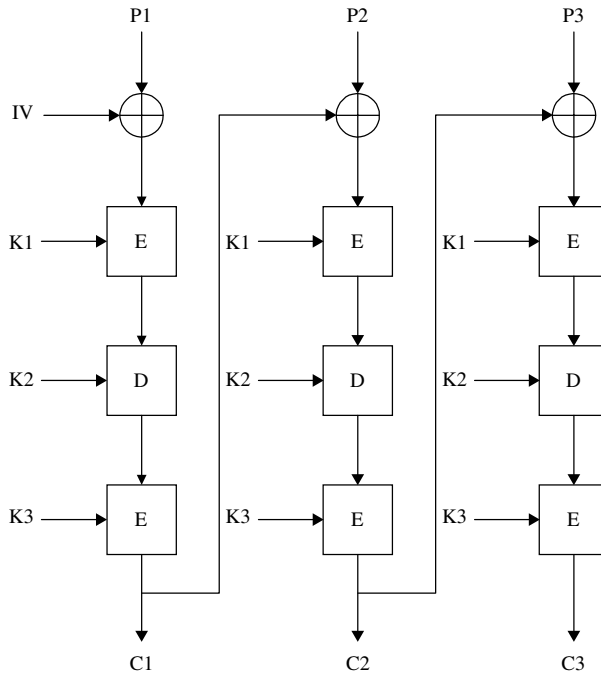 P1 P2 P3
IV
K1 E K1 E K1 E
K2 D K2 D K2 D
K3 E K3 E K3 E
C1 C2 C3